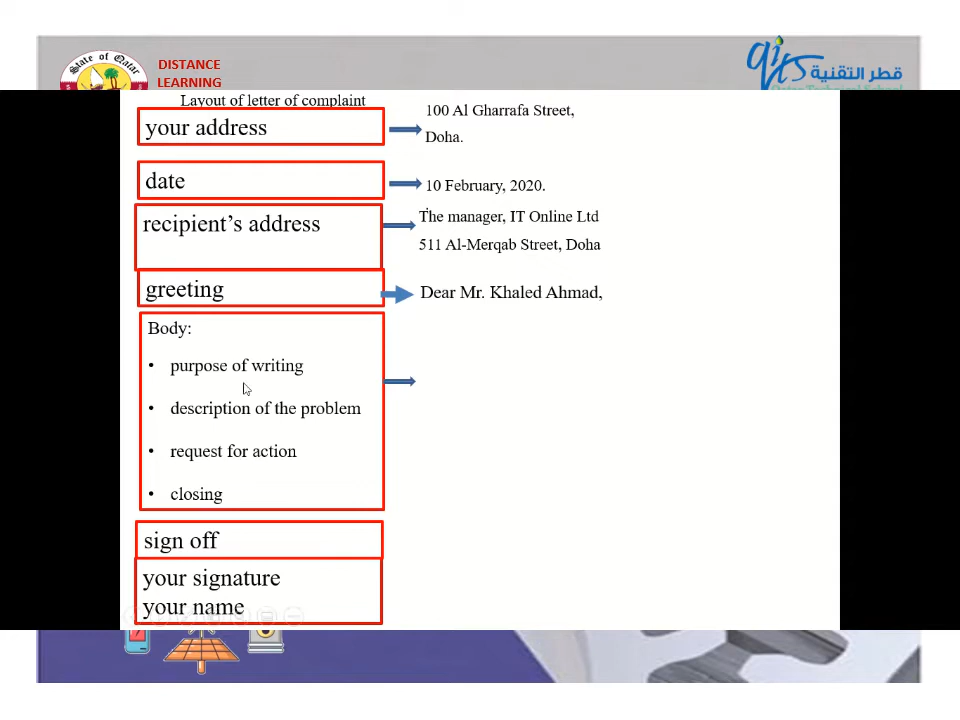 State of Qatar
DISTANCE
LEARNING
قطر التقنية
Layout of letter of complaint
your address
100 Al Gharrafa Street,
Doha.
date
10 February, 2020.
recipient’s address
The manager, IT Online Ltd
511 Al-Merqab Street, Doha
greeting
Dear Mr. Khaled Ahmad,
Body:
• purpose of writing
• description of the problem
• request for action
• closing
sign off
your signature
your name